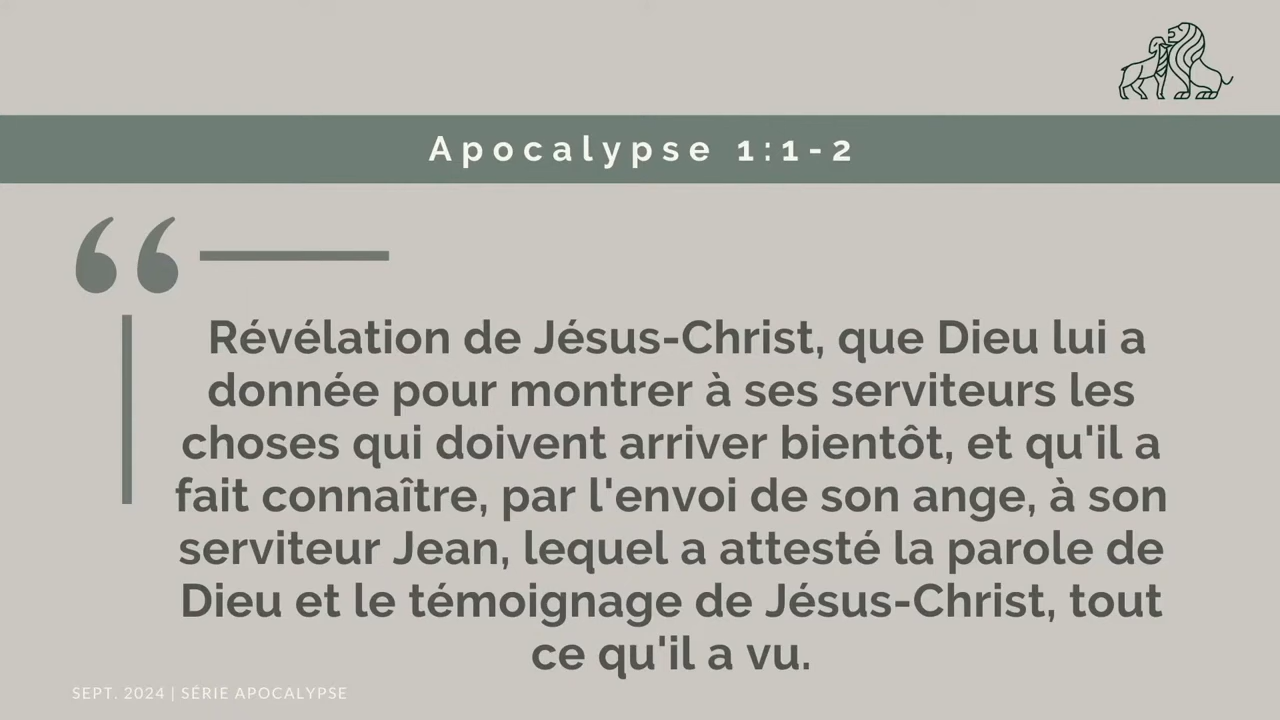 Apocalypse 1:1-2
Révélation de Jésus-Christ, que Dieu lui a
donnée pour montrer à ses serviteurs les
choses qui doivent arriver bientôt, et qu'il a
fait connaître, par l'envoi de son ange, à son
serviteur Jean, lequel a attesté la parole de
Dieu et le témoignage de Jésus-Christ, tout
ce qu'il a vu.
SEPT. 2024 | SÉRIE APOCALYPSE